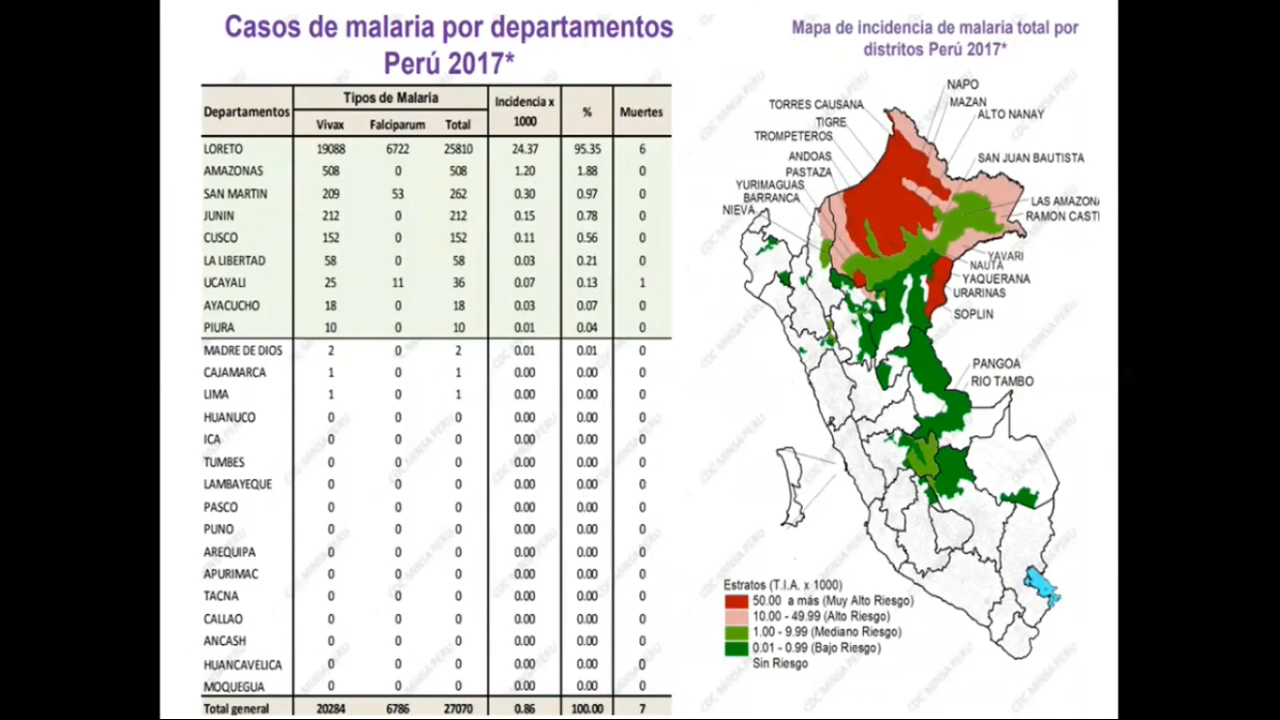 Casos de malaria por departamentos
Perú 2017*
Departamentos Tipos de Malaria Incidencia x 1000 % Muertes
Vivax Falciparum Total
LORETO 19088 6722 25810 24.37 95.35 6
AMAZONAS 508 0 508 1.20 1.88 0
SAN MARTIN 209 53 262 0.30 0.97 0
JUNIN 212 0 212 0.15 0.78 0
CUSCO 152 0 152 0.11 0.56 0
LA LIBERTAD 58 0 58 0.03 0.21 0
UCAYALI 25 11 36 0.07 0.13 1
AYACUCHO 18 0 18 0.03 0.07 0
PIURA 10 0 10 0.01 0.04 0
MADRE DE DIOS 2 0 2 0.01 0.01 0
CAJAMARCA 1 0 1 0.00 0.00 0
LIMA 1 0 1 0.00 0.00 0
HUANUCO 0 0 0 0.00 0.00 0
ICA 0 0 0 0.00 0.00 0
TUMBES 0 0 0 0.00 0.00 0
LAMBAYEQUE 0 0 0 0.00 0.00 0
PASCO 0 0 0 0.00 0.00 0
PUNO 0 0 0 0.00 0.00 0
AREQUIPA 0 0 0 0.00 0.00 0
APURIMAC 0 0 0 0.00 0.00 0
TACNA 0 0 0 0.00 0.00 0
CALLAO 0 0 0 0.00 0.00 0
ANCASH 0 0 0 0.00 0.00 0
HUANCAVELICA 0 0 0 0.00 0.00 0
MOQUEGUA 0 0 0 0.00 0.00 0
Total general 20284 6786 27070 0.86 100.00 7
Mapa de incidencia de malaria total por
distritos Perú 2017*
NAPO
MAZAN
ALTO NANAY
TORRES CAUSANA
TIGRE
TROMPETEROS
ANDOAS
PASTAZA
YURIMAGUAS
BARRANCA
NIEVA
SAN JUAN BAUTISTA
LAS AMAZONA
RAMON CASTI
YAVARI
NAUTA
YAQUERANA
URARINAS
SOPLIN
PANGOA
RIO TAMBO
Estratos (T.I.A. x 1000)
50.00 a más (Muy Alto Riesgo)
10.00 - 49.99 (Alto Riesgo)
1.00 - 9.99 (Mediano Riesgo)
0.01 - 0.99 (Bajo Riesgo)
Sin Riesgo
CDC MINSA PERU